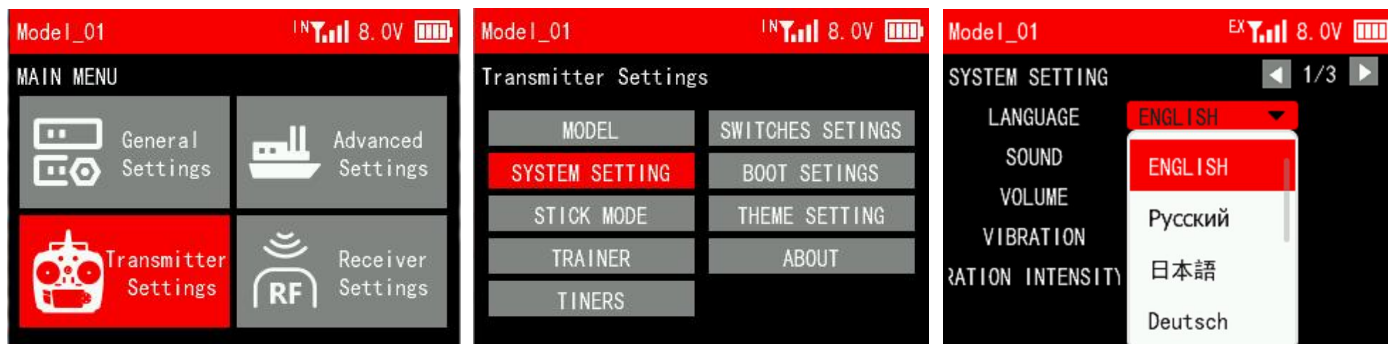 Model_01 IN 8.0V
MAIN MENU
General
Settings
Advanced
Settings
Transmitter
Settings
RF
Receiver
Settings
Model_01 IN 8.0V
Transmitter Settings
MODEL SWITCHES SETINGS
SYSTEM SETTING BOOT SETINGS
STICK MODE THEME SETTING
TRAINER ABOUT
TINERS
Model_01 EX 8.0V
SYSTEM SETTING 1/3
LANGUAGE ENGLISH
SOUND ENGLISH
VOLUME Русский
VIBRATION 日本語
RATION INTENSITY Deutsch